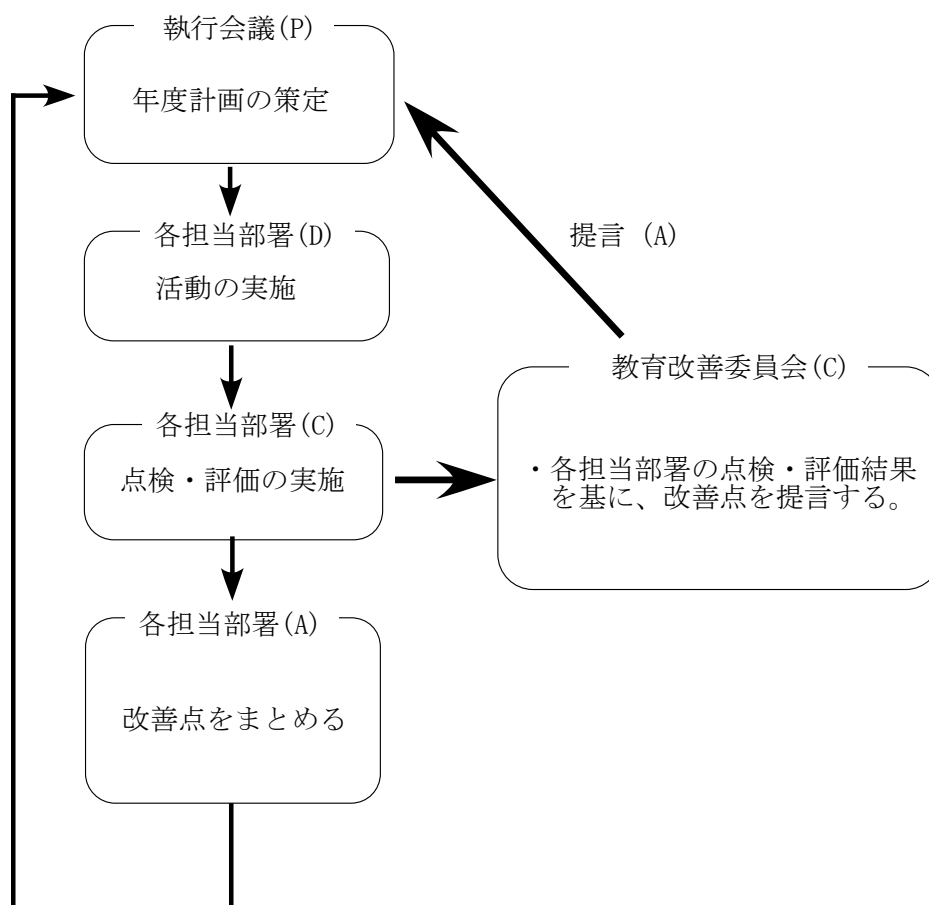 執行会議(P)
年度計画の策定
各担当部署(D)
活動の実施
提言 (A)
各担当部署(C)
点検・評価の実施
教育改善委員会(C)
・各担当部署の点検・評価結果
を基に、改善点を提言する。
各担当部署(A)
改善点をまとめる